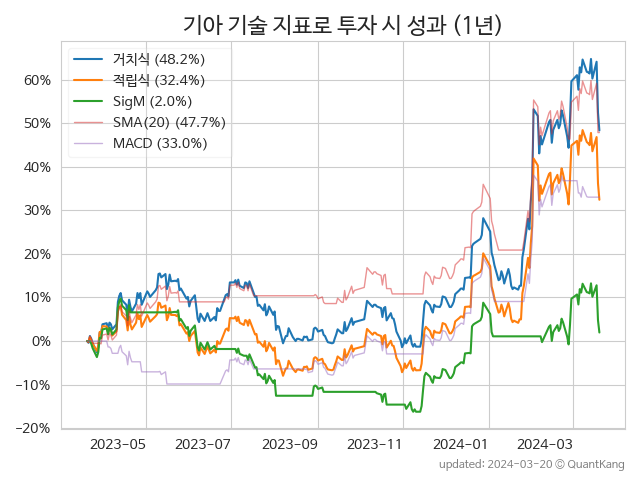 기아 기술 지표로 투자 시 성과 (1년)
거치식 (48.2%)
적립식 (32.4%)
SigM (2.0%)
SMA(20) (47.7%)
MACD (33.0%)
60%
50%
40%
30%
20%
10%
0%
−10%
−20%
2023−05 2023−07 2023−09 2023−11 2024−01 2024−03
updated: 2024-03-20 © QuantKang